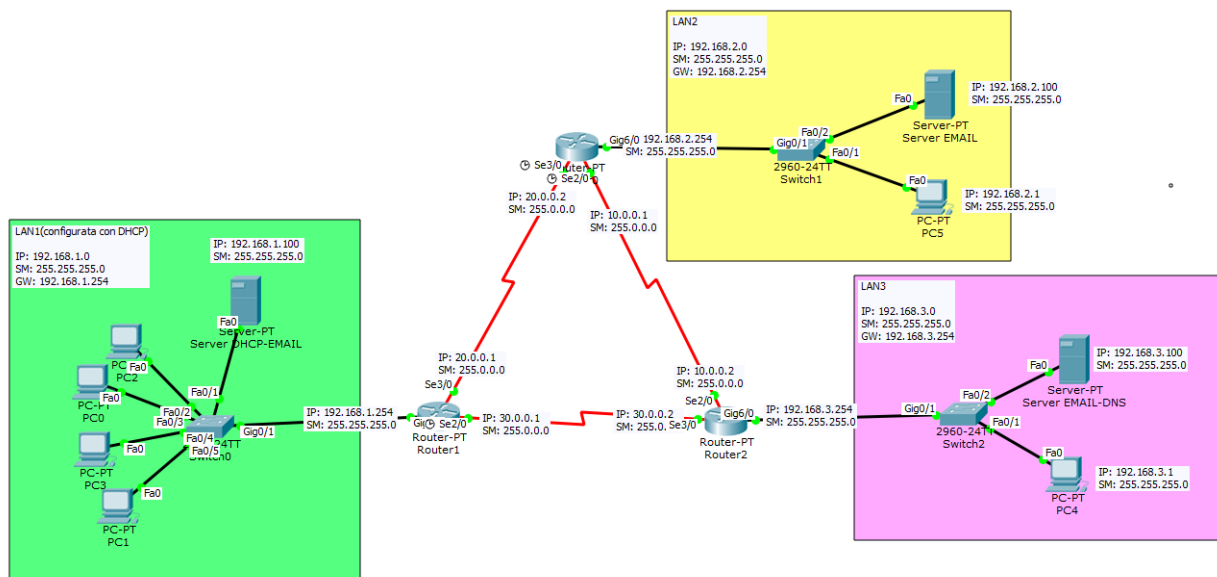 LAN2
IP: 192.168.2.0
SM: 255.255.255.0
GW: 192.168.2.254
Fa0
IP: 192.168.2.100
SM: 255.255.255.0
Fa0/2
Server-PT
Server EMAIL
Gig6/0
192.168.2.254
SM: 255.255.255.0
Gig0/1
Fa0/1
2960-24TT
Switch1
Fa0
IP: 192.168.2.1
SM: 255.255.255.0
PC-PT
PC5
Se3/0
uter-PT
Se2/0
IP: 20.0.0.2
SM: 255.0.0.0
IP: 10.0.0.1
SM: 255.0.0.0
LAN1(configurata con DHCP)
IP: 192.168.1.0
SM: 255.255.255.0
GW: 192.168.1.254
IP: 192.168.1.100
SM: 255.255.255.0
Fa0
Server-PT
Server DHCP-EMAIL
Fa0
PC2
Fa0
PC-PT
PC0
Fa0/1
Fa0/2
Fa0/3
Fa0/4
Fa0/5
24TT
Switch0
Gig0/1
Fa0
PC-PT
PC3
Fa0
PC-PT
PC1
IP: 192.168.1.254
SM: 255.255.255.0
IP: 20.0.0.1
SM: 255.0.0.0
Se3/0
Se2/0
Router-PT
Router1
IP: 30.0.0.1
SM: 255.0.0.0
IP: 10.0.0.2
SM: 255.0.0.0
Se2/0
IP: 30.0.0.2
SM: 255.0.
Se3/0
Gig6/0
Router-PT
Router2
IP: 192.168.3.254
SM: 255.255.255.0
LAN3
IP: 192.168.3.0
SM: 255.255.255.0
GW: 192.168.3.254
Fa0
IP: 192.168.3.100
SM: 255.255.255.0
Server-PT
Server EMAIL-DNS
Gig0/1
Fa0/2
Fa0/1
2960-24TT
Switch2
Fa0
IP: 192.168.3.1
SM: 255.255.255.0
PC-PT
PC4